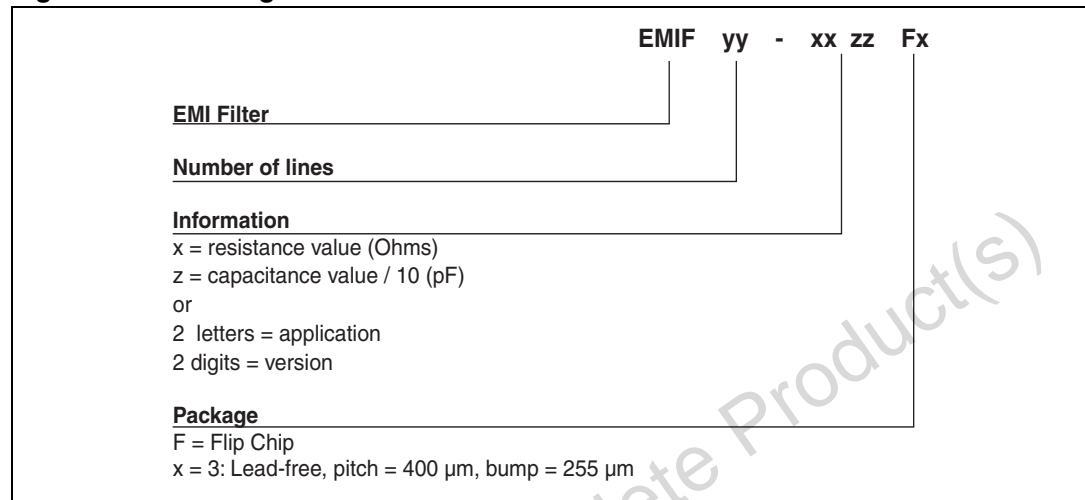 EMIF yy - xx zz Fx
EMI Filter
Number of lines
Information
x = resistance value (Ohms)
z = capacitance value / 10 (pF)
or
2 letters = application
2 digits = version
Package
F = Flip Chip
x = 3: Lead-free, pitch = 400 µm, bump = 255 µm
Product(s)